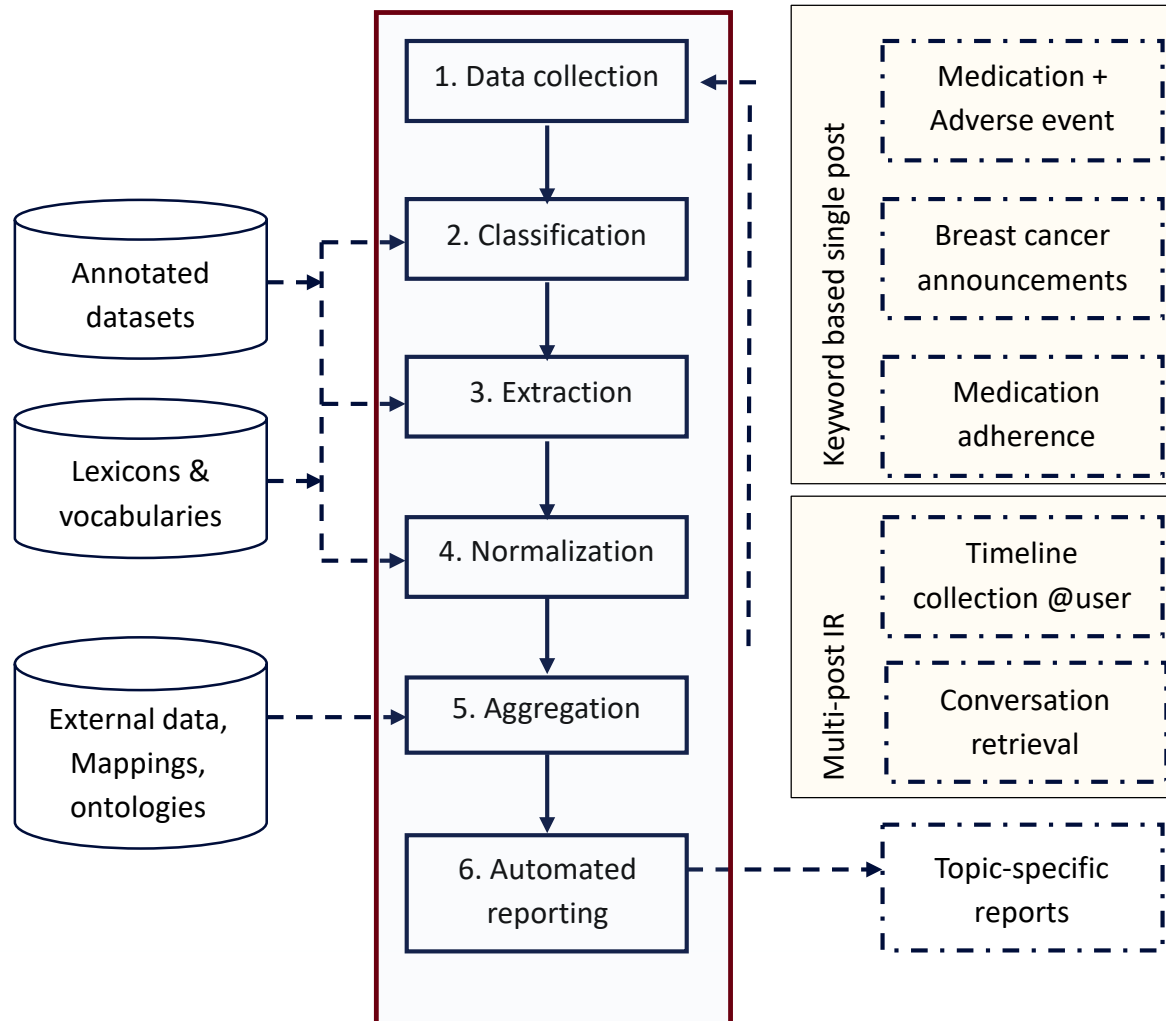 1. Data collection
2. Classification
3. Extraction
4. Normalization
5. Aggregation
6. Automated
reporting
Annotated
datasets
Lexicons &
vocabularies
External data,
Mappings,
ontologies
Keyword based single post
Medication +
Adverse event
Breast cancer
announcements
Medication
adherence
Multi-post IR
Timeline
collection @user
Conversation
retrieval
Topic-specific
reports